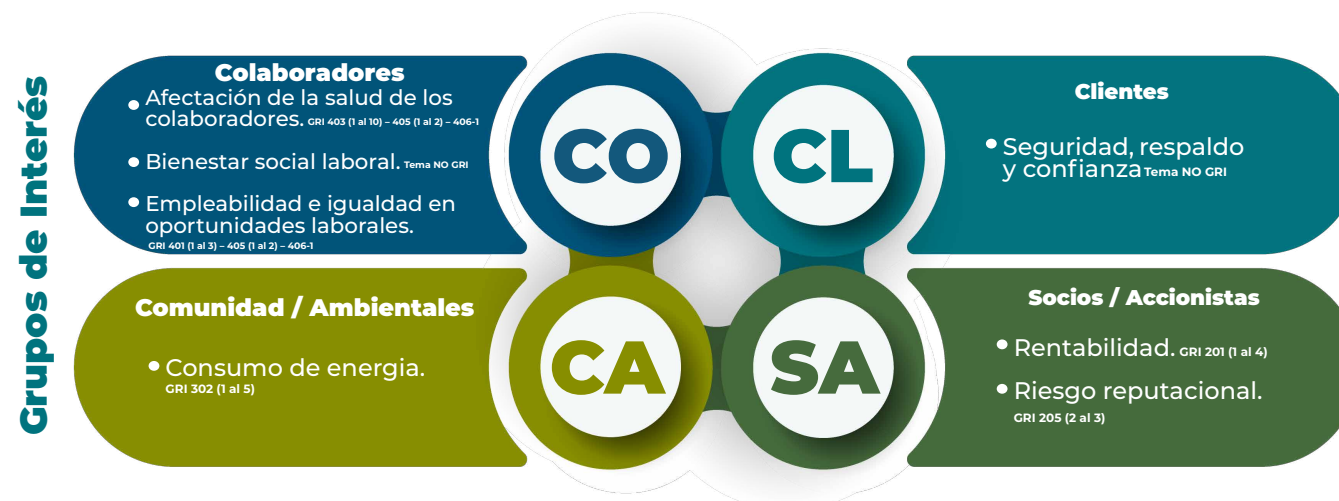 Grupos de Interés
Colaboradores
• Afectación de la salud de los
colaboradores. GRI 403 (1 al 10) – 405 (1 al 2) – 406-1
• Bienestar social laboral. Tema NO GRI
• Empleabilidad e igualdad en
oportunidades laborales.
GRI 401 (1 al 3) – 405 (1 al 2) – 406-1
CO
CL
Clientes
• Seguridad, respaldo
y confianza Tema NO GRI
Comunidad / Ambientales
• Consumo de energia.
GRI 302 (1 al 5)
CA
SA
Socios / Accionistas
• Rentabilidad. GRI 201 (1 al 4)
• Riesgo reputacional.
GRI 205 (2 al 3)